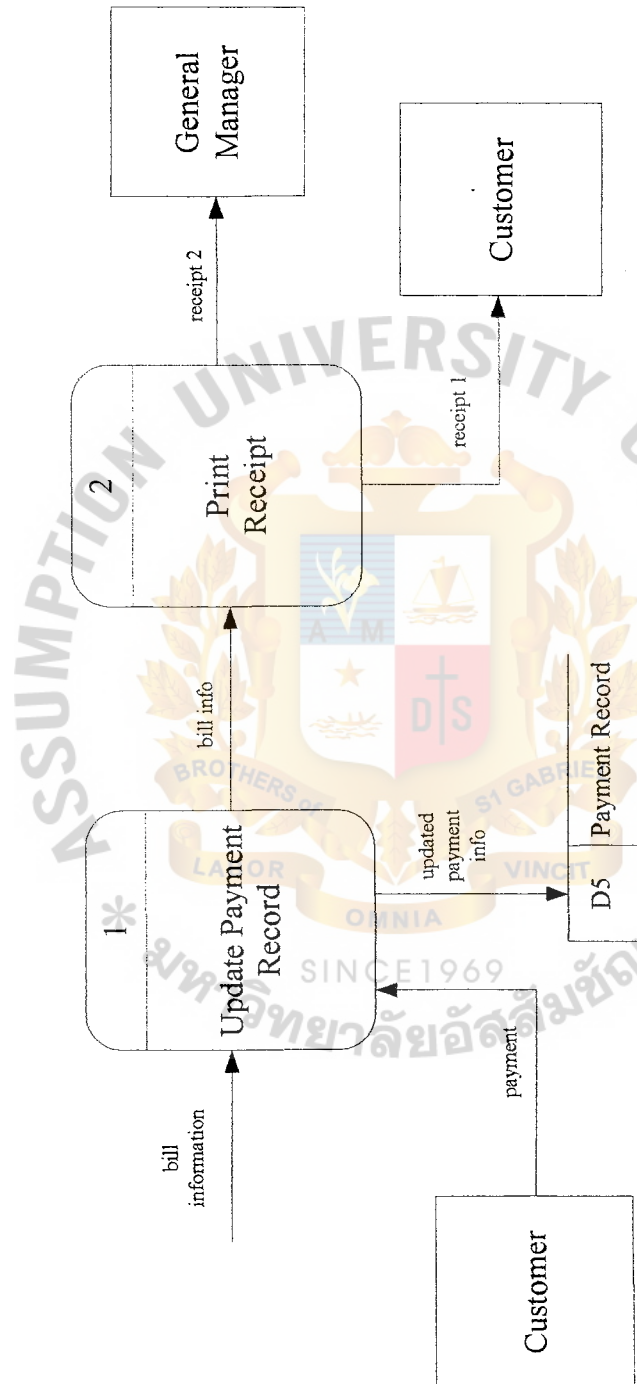 bill
information
1
Update Payment
Record
bill info
2
Print
Receipt
receipt 2
General
Manager
receipt 1
Customer
updated
payment
info
D5 Payment Record
payment
Customer
ASSUMPTION UNIVERSITY
A M
D S
BROTHERS of
S1 GABRIE
LABOR
OMNIA
VINCIT
SINCE1969
*